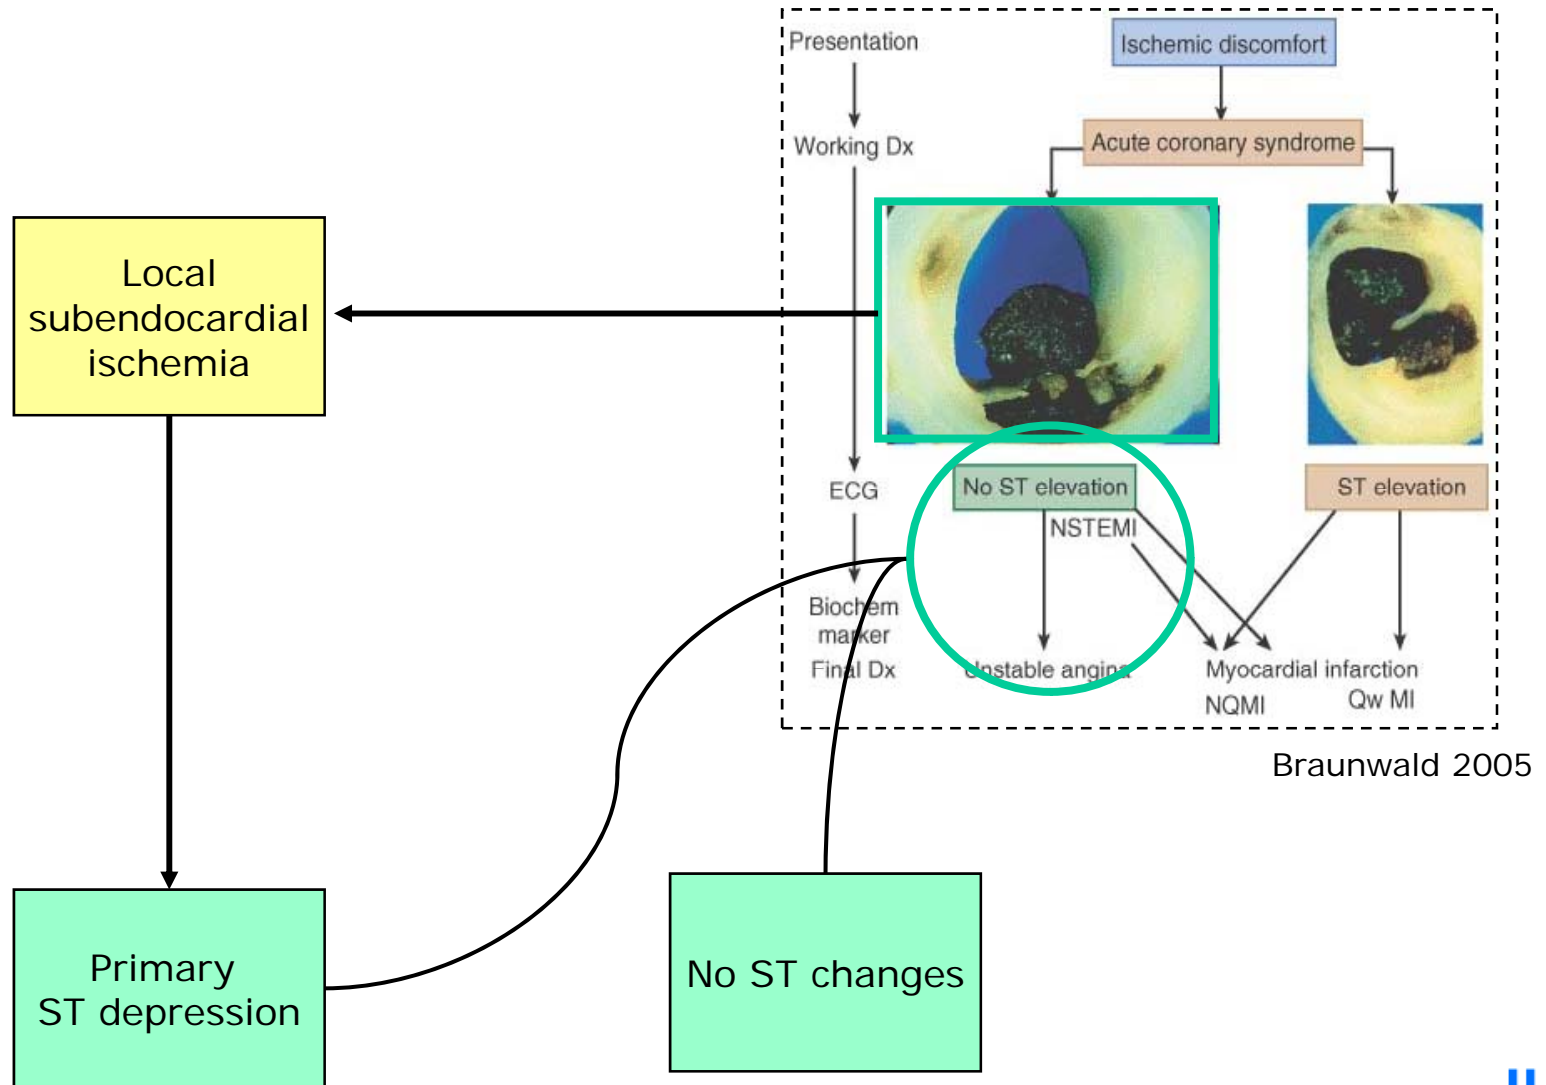 Presentation
Ischemic discomfort
Working Dx
Acute coronary syndrome
Local
subendocardial
ischemia
ECG
No ST elevation
ST elevation
NSTEMI
Biochem
marker
Final Dx
Unstable angina
Myocardial infarction
NQMI
Qw MI
Braunwald 2005
Primary
ST depression
No ST changes